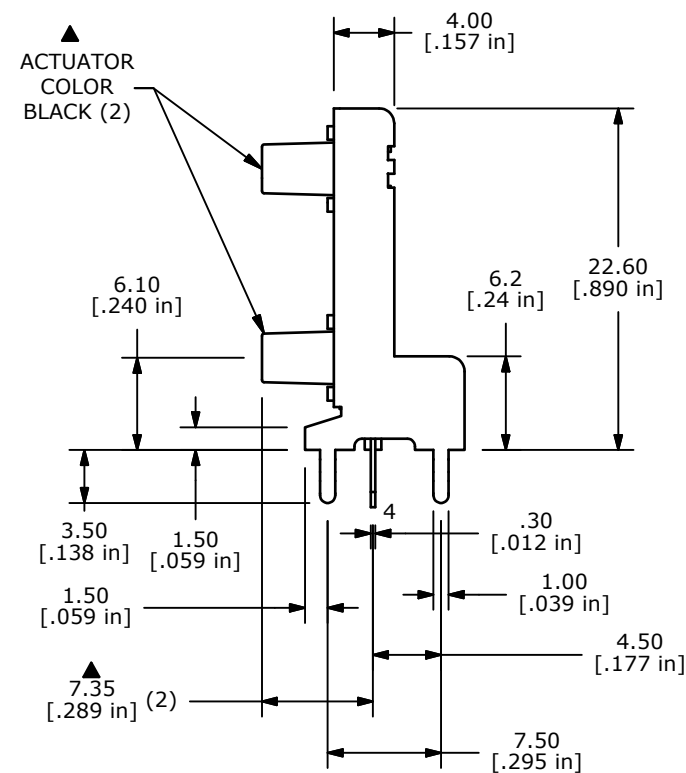 4.00
[.157 in]
▲
ACTUATOR
COLOR
BLACK (2)
6.10
[.240 in]
6.2
[.24 in]
22.60
[.890 in]
3.50
[.138 in]
1.50
[.059 in]
4
.30
[.012 in]
1.50
[.059 in]
1.00
[.039 in]
4.50
[.177 in]
▲
7.35
[.289 in] (2)
7.50
[.295 in]